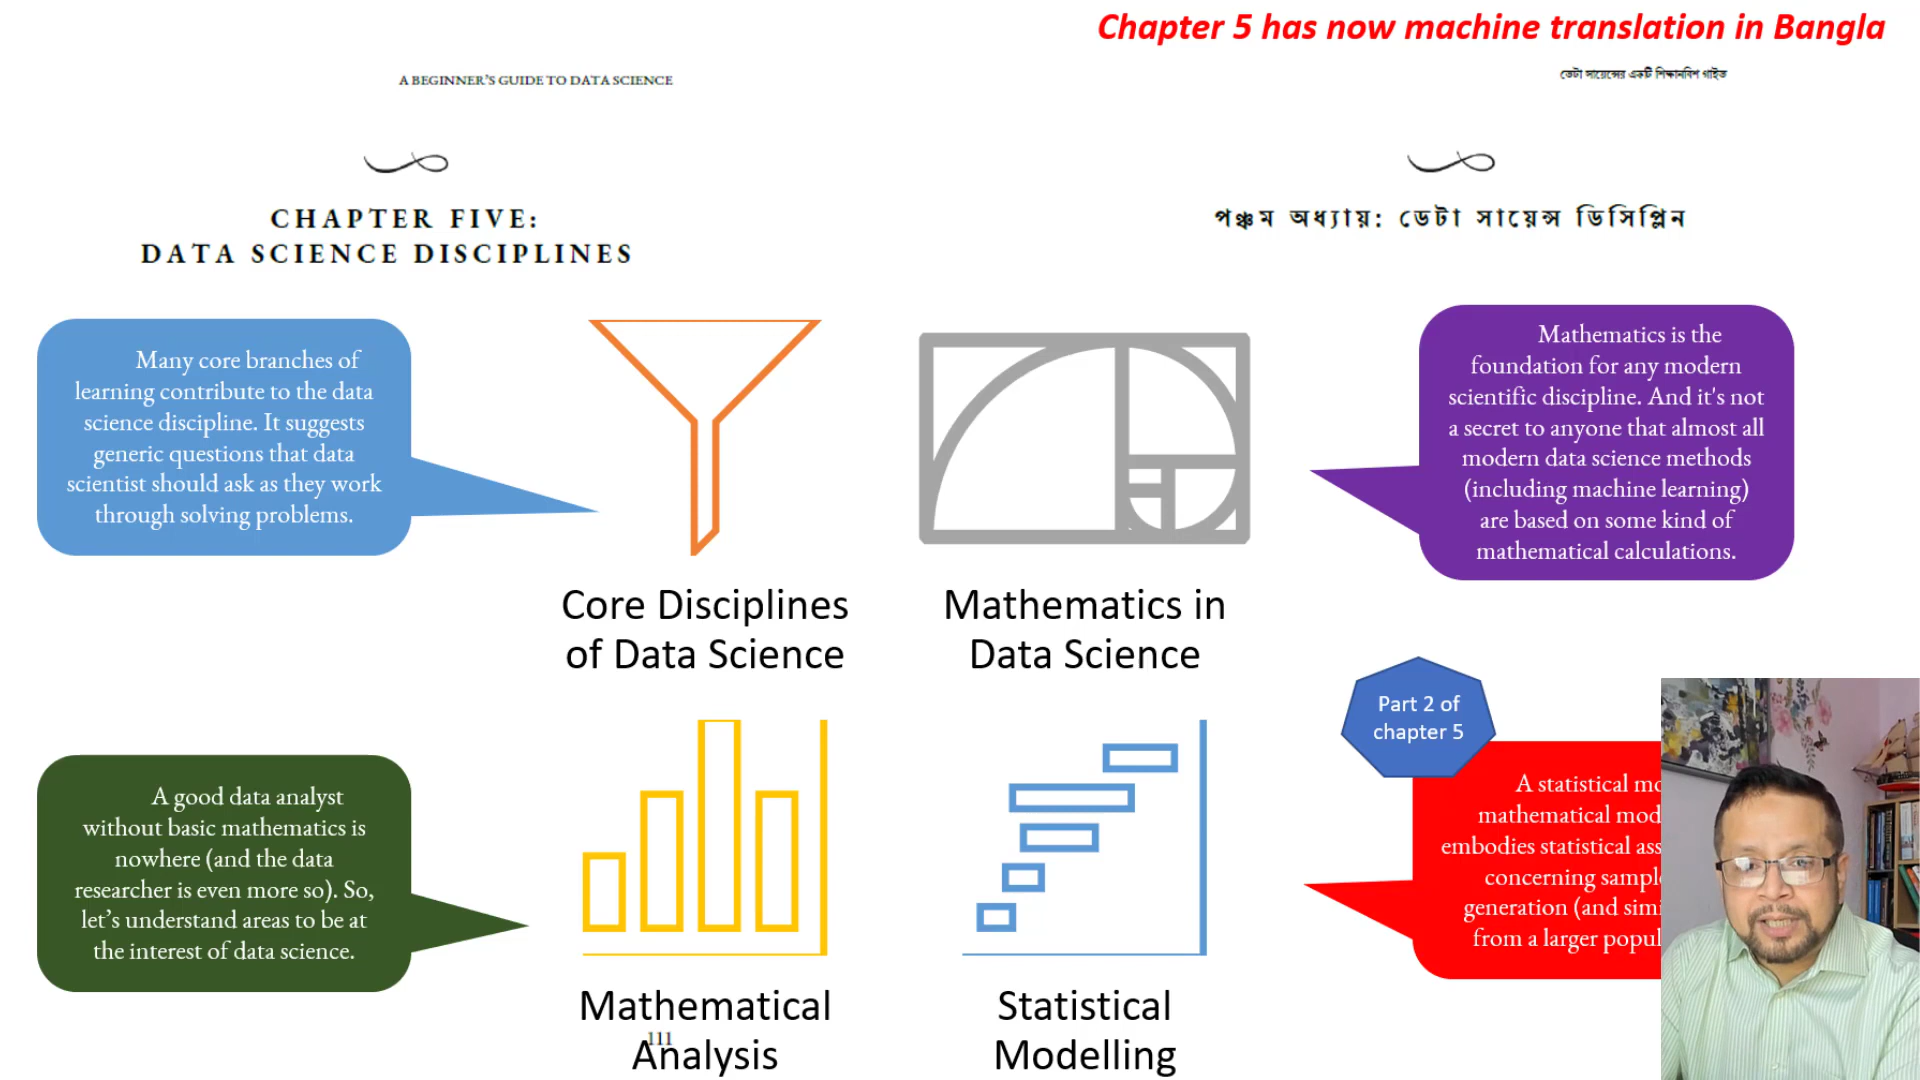 Chapter 5 has now machine translation in Bangla
A BEGINNER'S GUIDE TO DATA SCIENCE
ডেটা সায়েন্সের একটি শিক্ষানবিশ গাইড
CHAPTER FIVE:
DATA SCIENCE DISCIPLINES
পঞ্চম অধ্যায়: ডেটা সায়েন্স ডিসিপ্লিন
Many core branches of
learning contribute to the data
science discipline. It suggests
generic questions that data
scientist should ask as they work
through solving problems.
Core Disciplines
of Data Science
Mathematics in
Data Science
Mathematics is the
foundation for any modern
scientific discipline. And it's not
a secret to anyone that almost all
modern data science methods
(including machine learning)
are based on some kind of
mathematical calculations.
A good data analyst
without basic mathematics is
nowhere (and the data
researcher is even more so). So,
let's understand areas to be at
the interest of data science.
Mathematical
Analysis
111
Statistical
Modelling
Part 2 of
chapter 5
A statistical
mathematical
embodies statistical
concerning
generation (and
from a larger